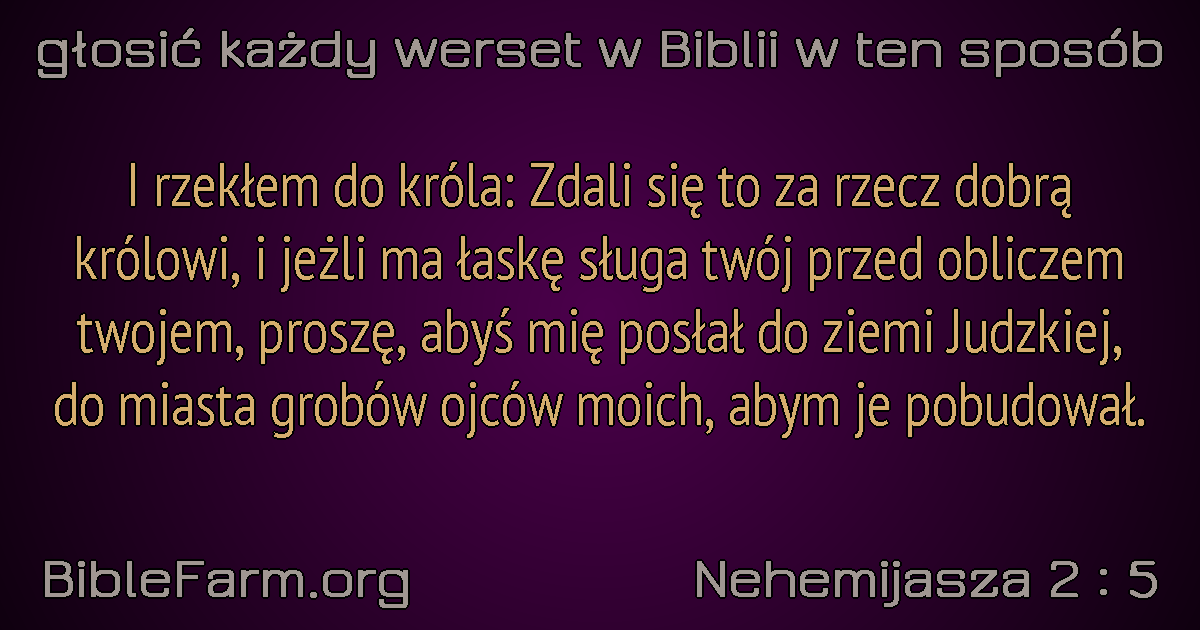 głosić każdy werset w Biblii w ten sposób
I rzekłem do króla: Zdali się to za rzecz dobrą
królowi, i jeżli ma łaskę sługa twój przed obliczem
twojem, proszę, abyś mię posłał do ziemi Judzkiej,
do miasta grobów ojców moich, abym je pobudował.
BibleFarm.org
Nehemijasza 2 : 5